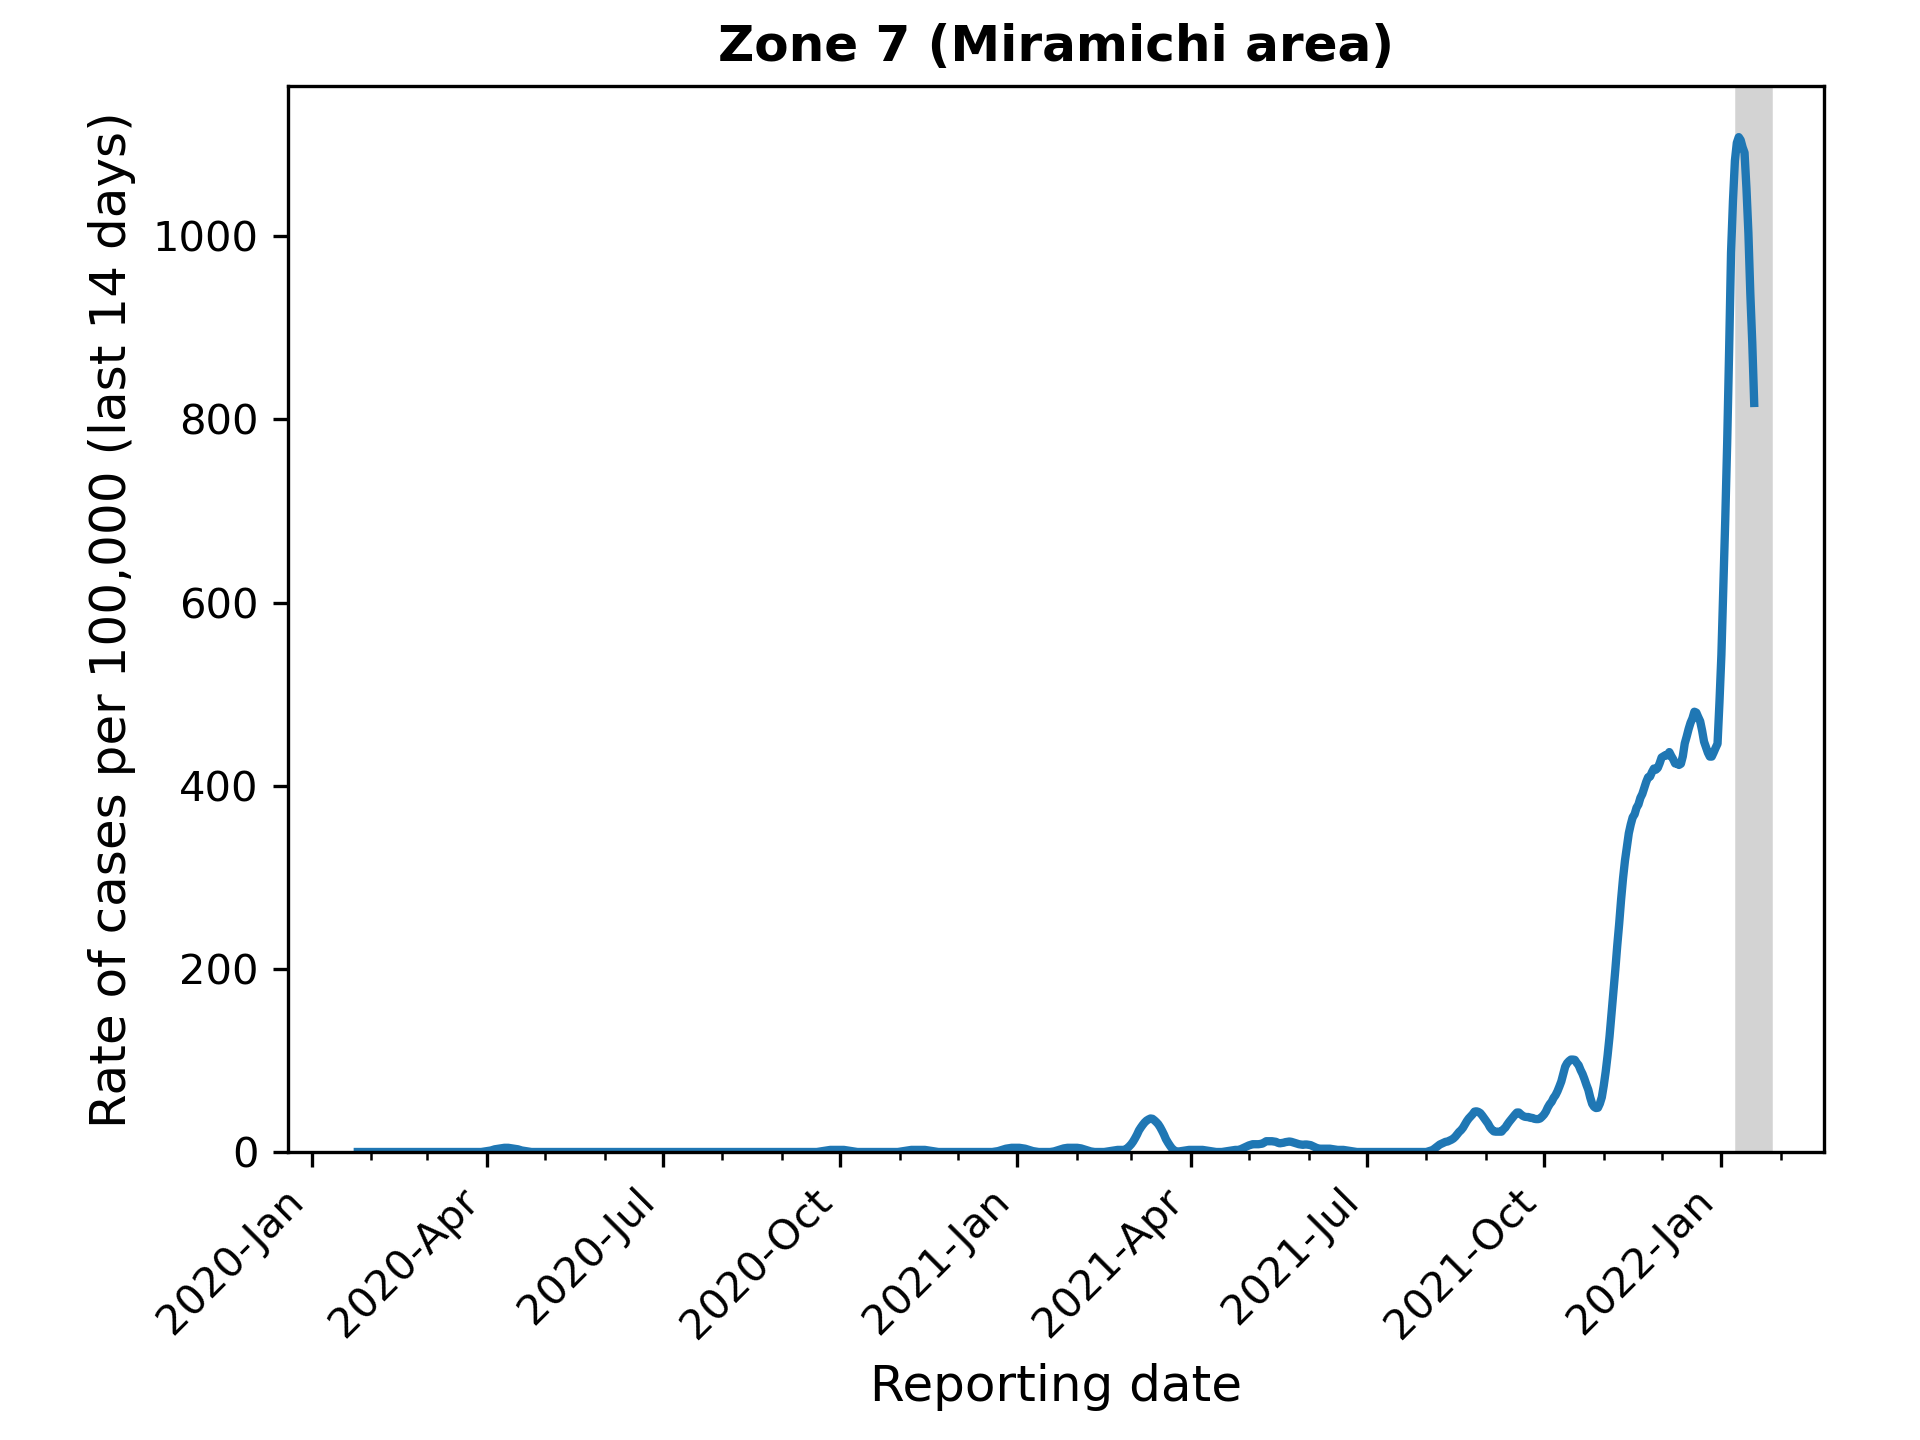 Zone 7 (Miramichi area)
Rate of cases per 100,000 (last 14 days)
1000
800
600
400
200
0
2020-Jan
2020-Apr
2020-Jul
2020-Oct
2021-Jan
2021-Apr
2021-Jul
2021-Oct
2022-Jan
Reporting date